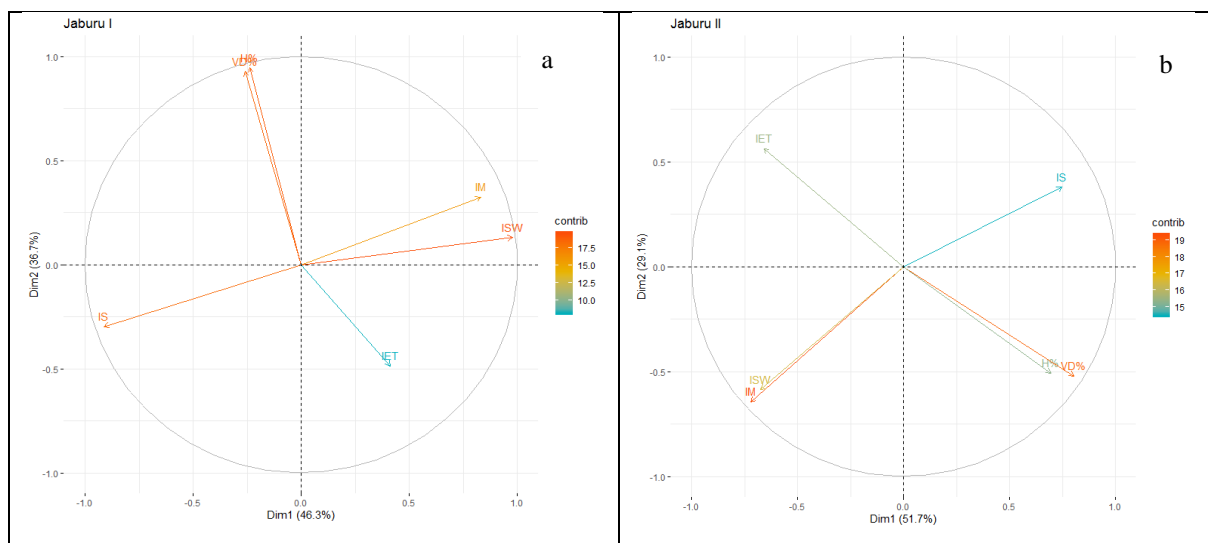 Jaburu I
a
1.0
0.5
0.0
-0.5
-1.0
Dim2 (36.7%)
H%
VD%
IM
ISW
IS
IET
contrib
17.5
15.0
12.5
10.0
-1.0
-0.5
0.0
0.5
1.0
Dim1 (46.3%)
Jaburu II
b
1.0
0.5
0.0
-0.5
-1.0
Dim2 (29.1%)
IET
IS
H%
VD%
ISW
IM
contrib
19
18
17
16
15
-1.0
-0.5
0.0
0.5
1.0
Dim1 (51.7%)